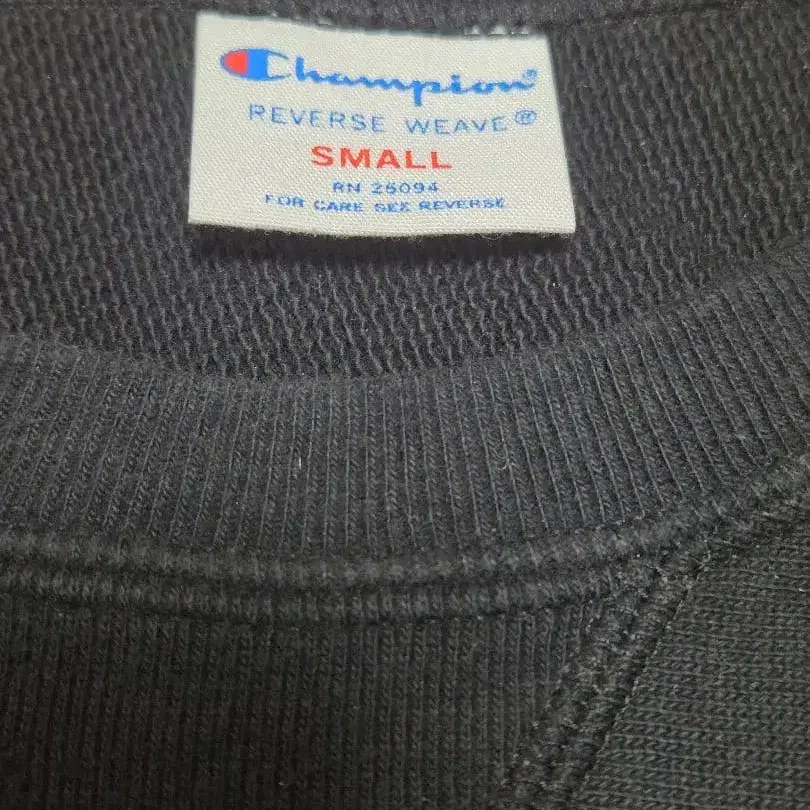 Champion®
REVERSE WEAVE®
SMALL
RN 26094
FOR CARE SEE REVERSE